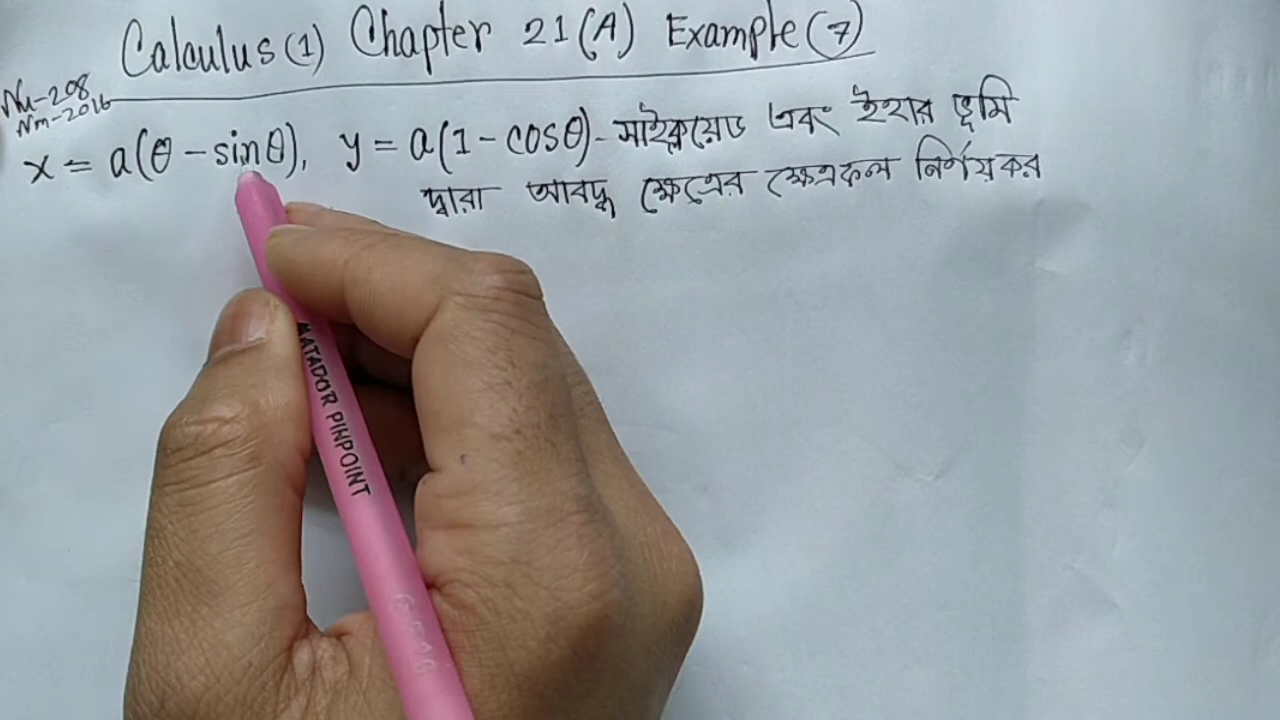 Calculus (1) Chapter 21(A) Example (7)
Nu-208
Nm-2016
x = a(θ - sinθ), y = a(1 - cosθ) - সাইক্লয়েড এবং ইহার ভূমি
দ্বারা আবদ্ধ ক্ষেত্রের ক্ষেত্রফল নির্ণয় কর
MATADOR PINPOINT